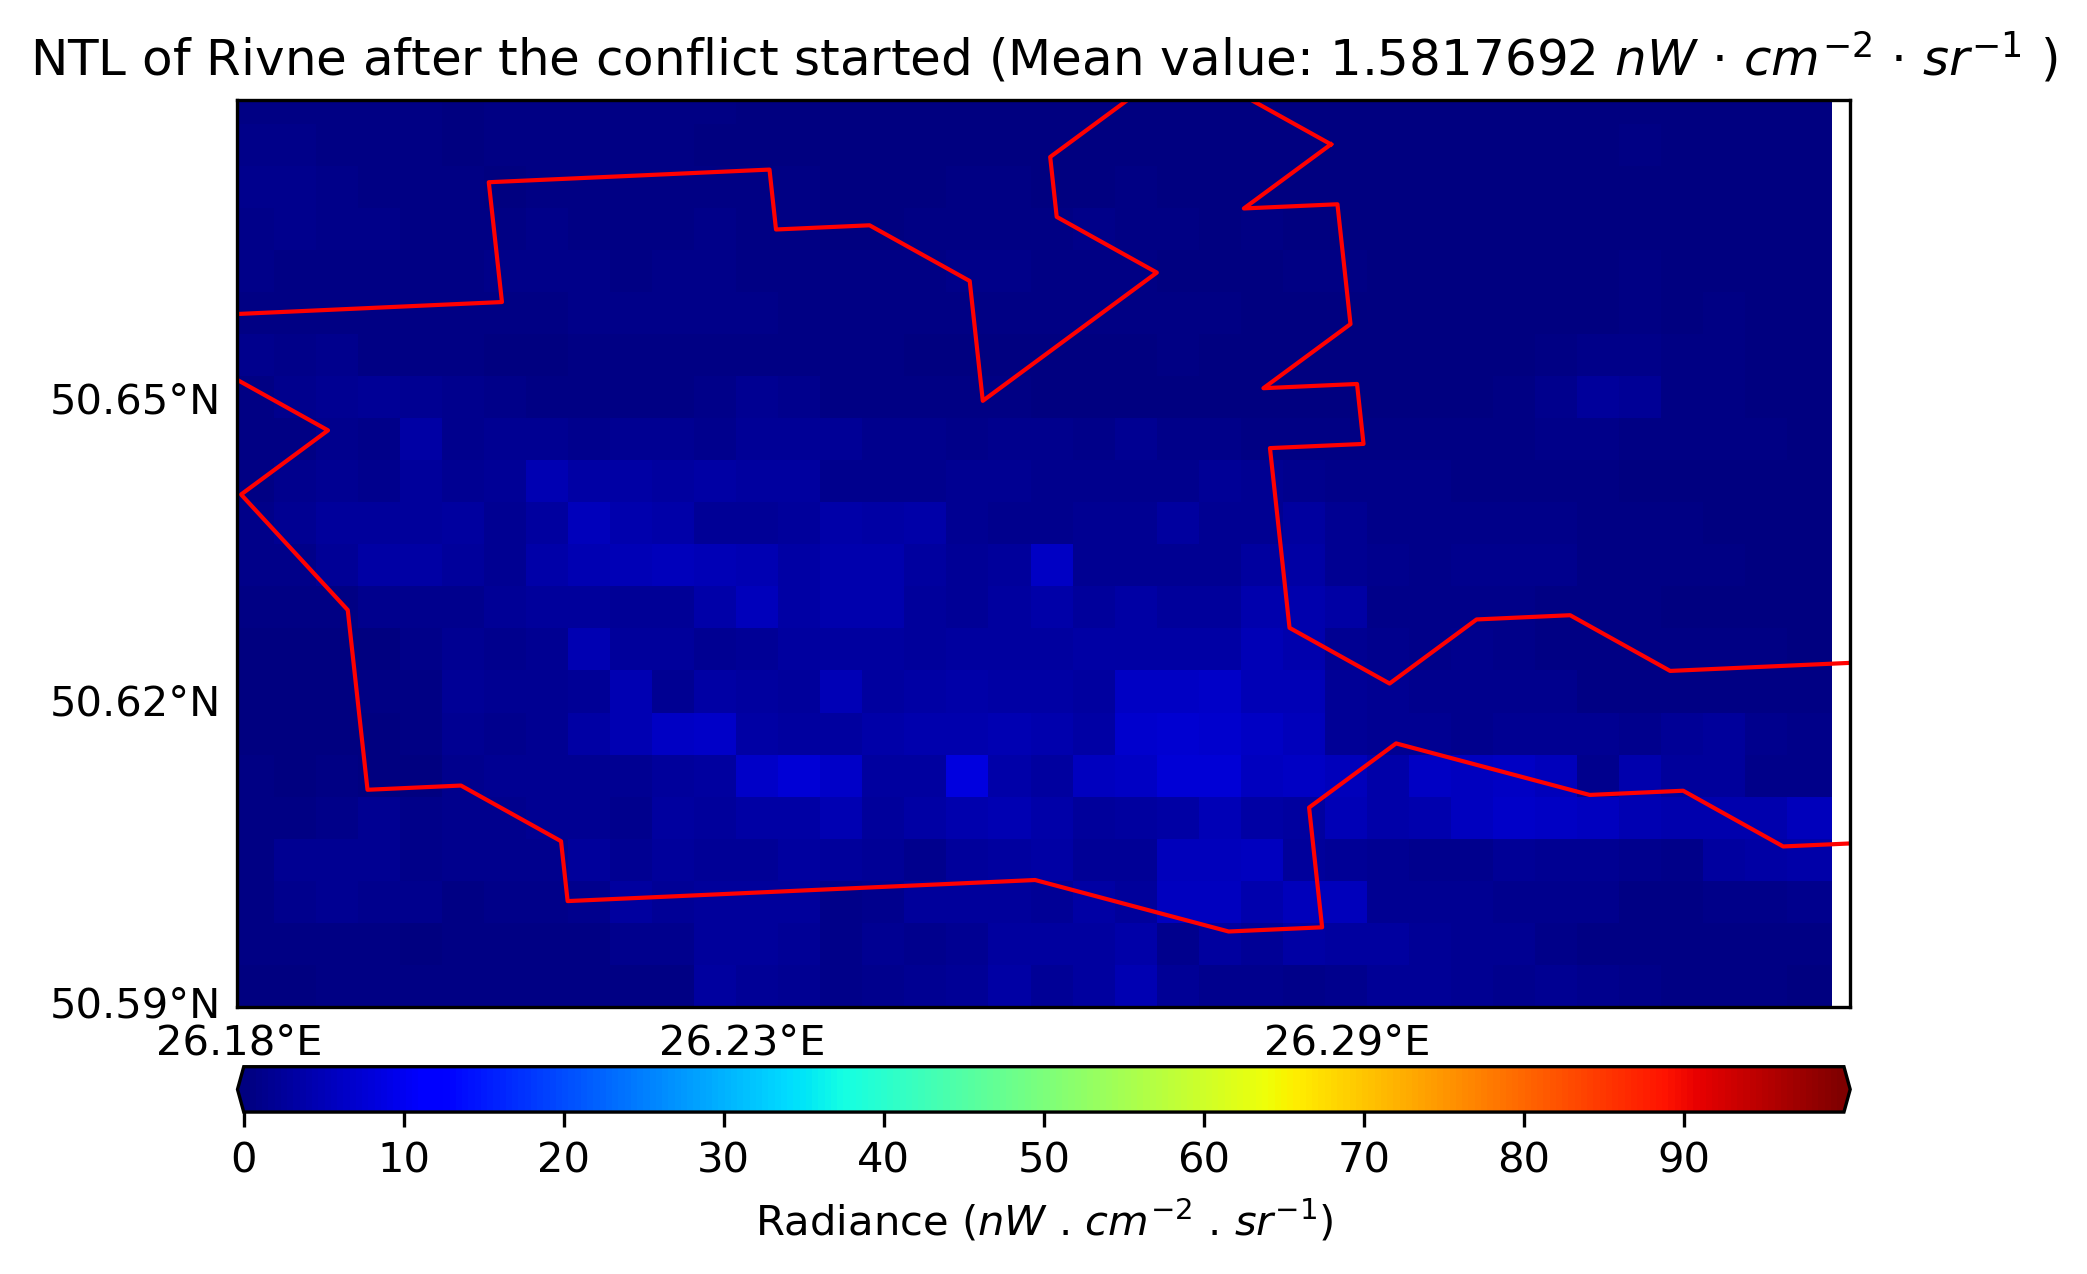 NTL of Rivne after the conflict started (Mean value: 1.5817692 nW · cm⁻² · sr⁻¹ )
50.65°N
50.62°N
50.59°N
26.18°E 26.23°E 26.29°E
0 10 20 30 40 50 60 70 80 90
Radiance (nW . cm⁻² . sr⁻¹)